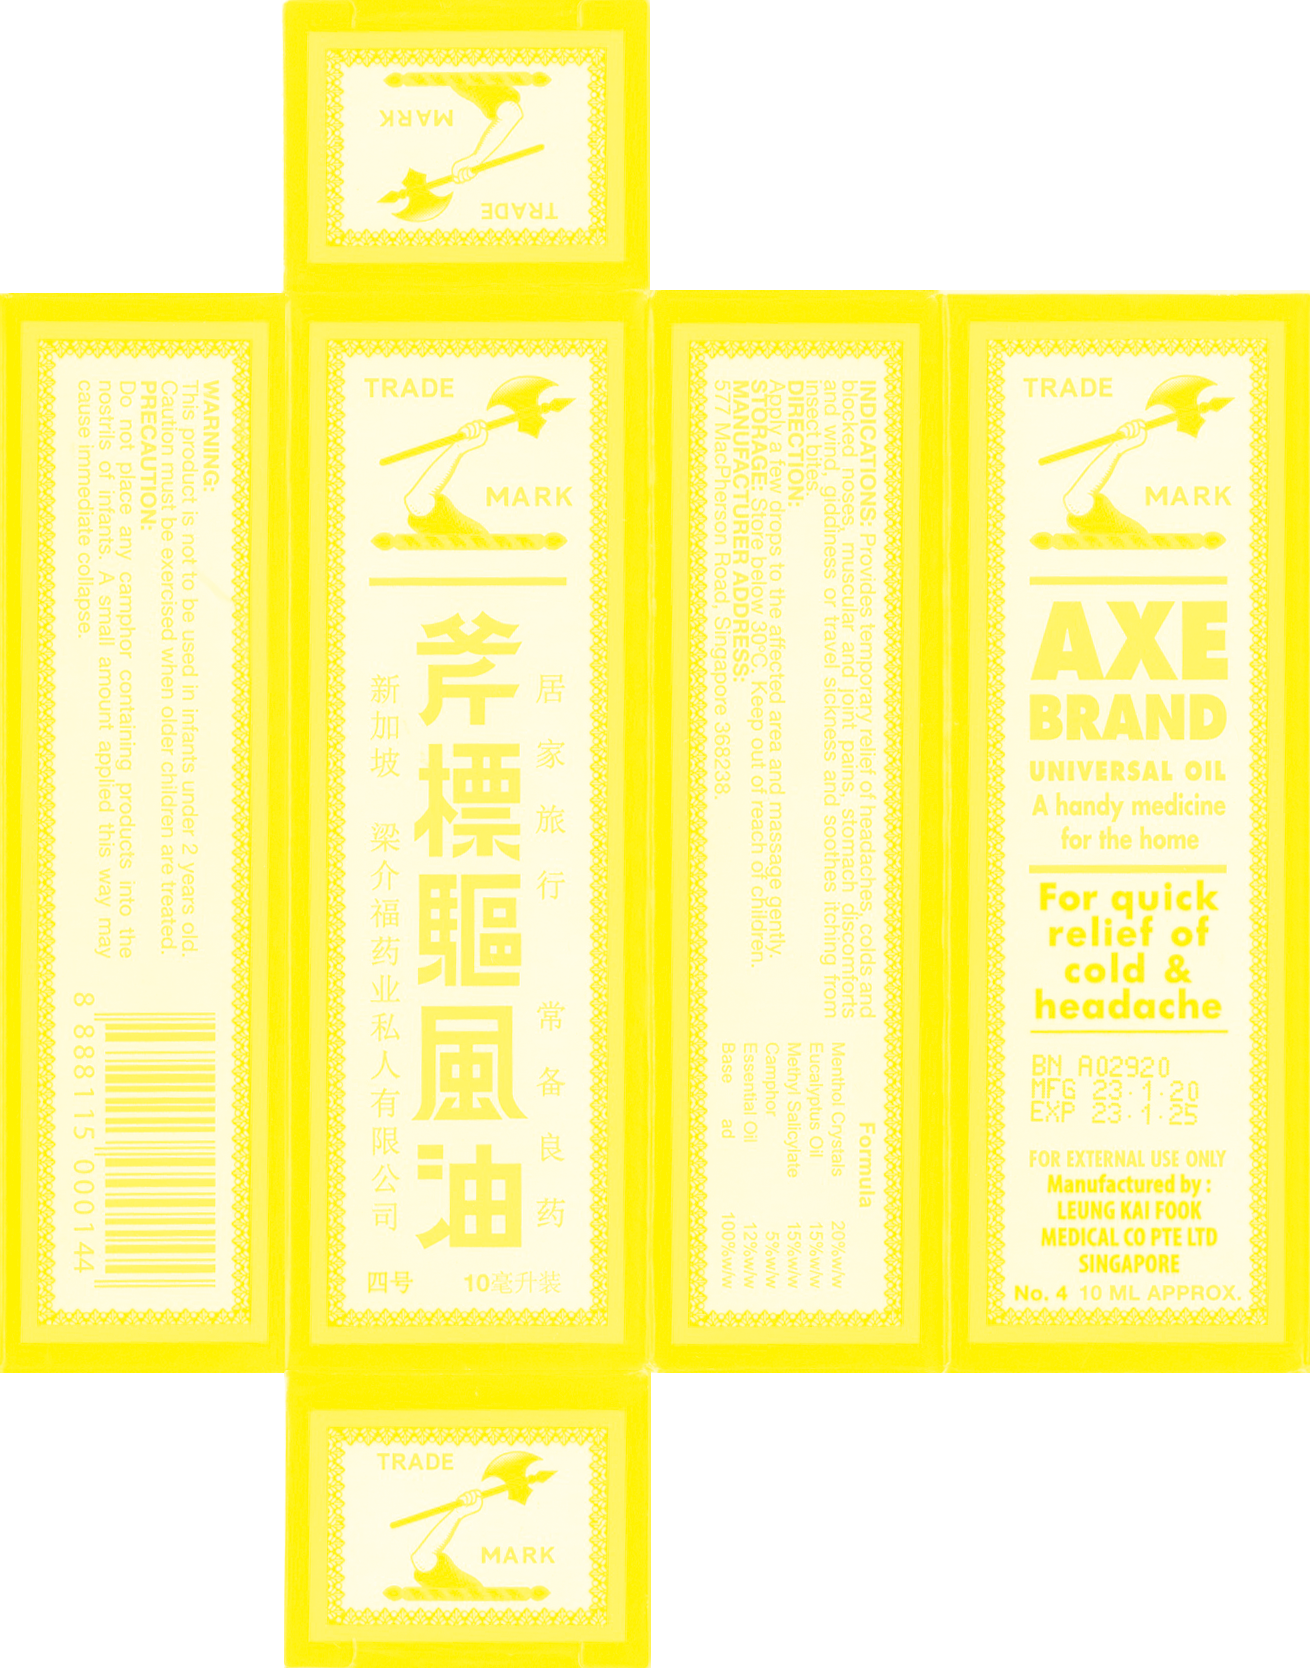 TRADE
MARK
WARNING:
This product is not to be used in infants under 2 years old.
Caution must be exercised when older children are treated.
PRECAUTION:
Do not place any camphor containing products into the
nostrils of infants. A small amount applied this way may
cause immediate collapse.
8 888115 000144
TRADE
MARK
居家旅行 常备良药
斧標驅風油
新加坡 梁介福药业私人有限公司
四号 10毫升装
INDICATIONS: Provides temporary relief of headaches, colds and
blocked noses, muscular and joint pains, stomach discomforts
and wind, giddiness or travel sickness and soothes itching from
insect bites.
DIRECTION:
Apply a few drops to the affected area and massage gently.
STORAGE: Store below 30°C. Keep out of reach of children.
MANUFACTURER ADDRESS:
577 MacPherson Road, Singapore 368238.
Formula
Menthol Crystals 20%w/w
Eucalyptus Oil 15%w/w
Methyl Salicylate 15%w/w
Camphor 5%w/w
Essential Oil 12%w/w
Base ad 100%w/w
TRADE
MARK
AXE
BRAND
UNIVERSAL OIL
A handy medicine
for the home
For quick
relief of
cold &
headache
BN A02920
MFG 23·1·20
EXP 23·1·25
FOR EXTERNAL USE ONLY
Manufactured by :
LEUNG KAI FOOK
MEDICAL CO PTE LTD
SINGAPORE
No. 4 10 ML APPROX.
TRADE
MARK